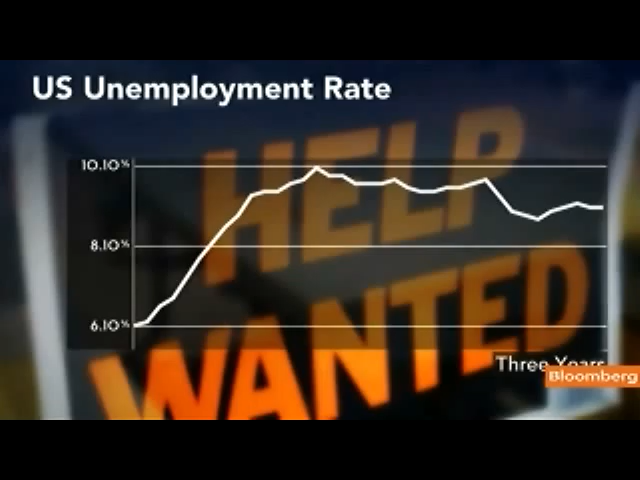 US Unemployment Rate
10.10%
HELP
8.10%
WANTED
6.10%
Three Years
Bloomberg